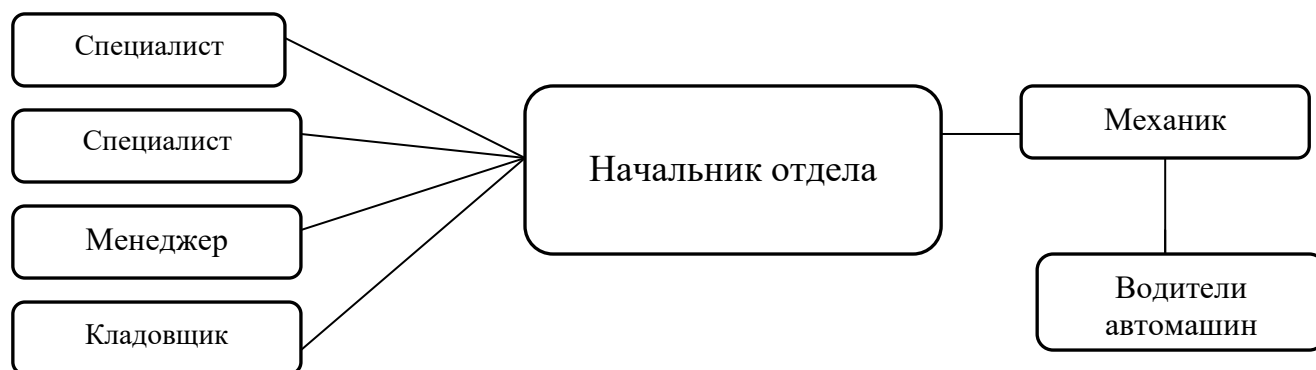 Специалист
Специалист
Менеджер
Кладовщик
Начальник отдела
Механик
Водители
автомашин